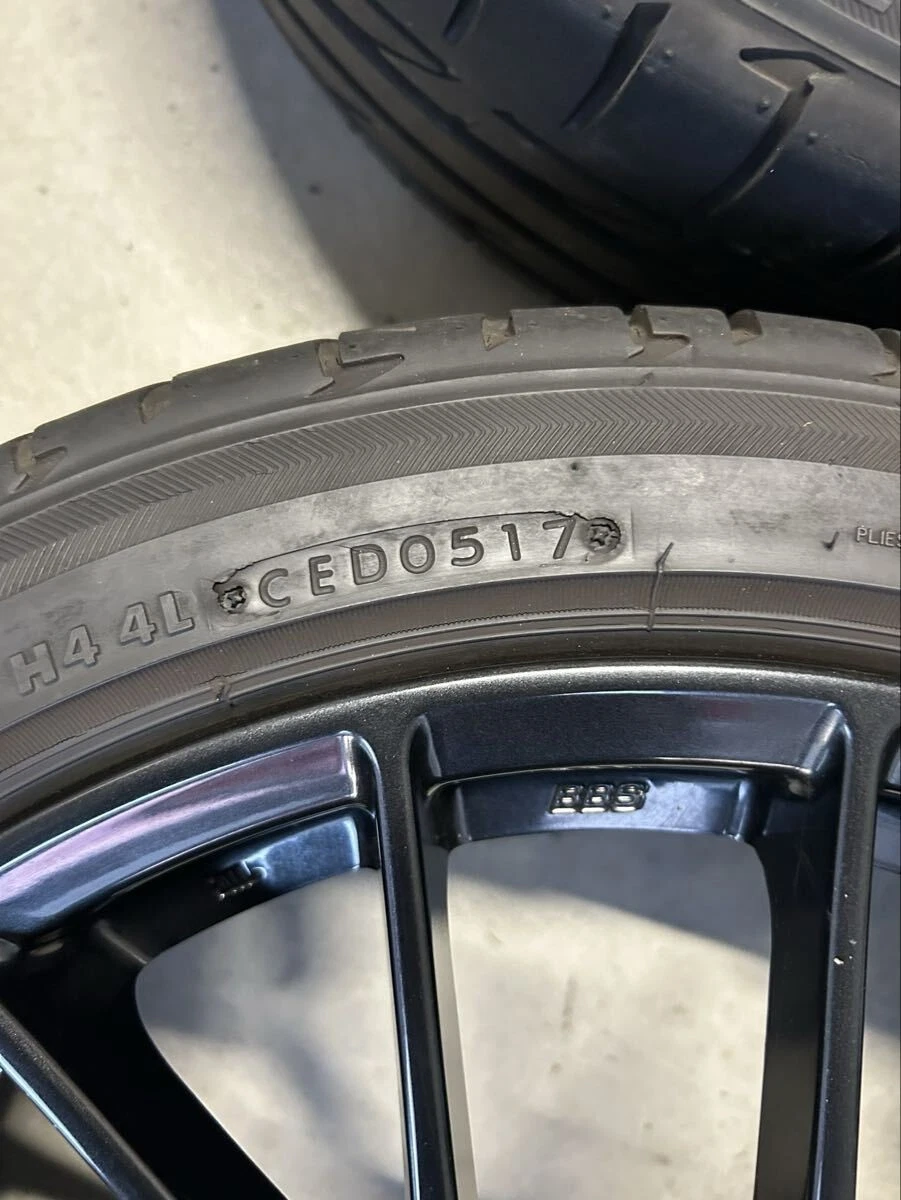 H4 4L CED0517
PLIES
BBS